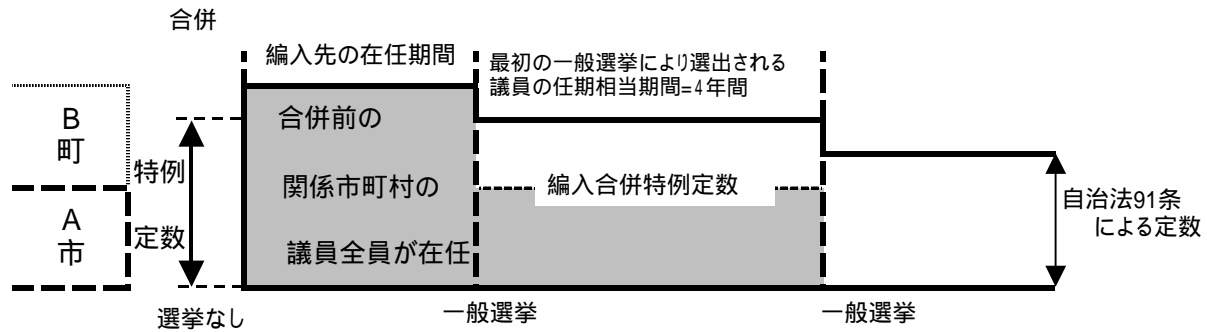 合併
編入先の在任期間
最初の一般選挙により選出される
議員の任期相当期間=4年間
B
町
A
市
特例
定数
合併前の
関係市町村の
議員全員が在任
編入合併特例定数
自治法91条
による定数
選挙なし
一般選挙
一般選挙